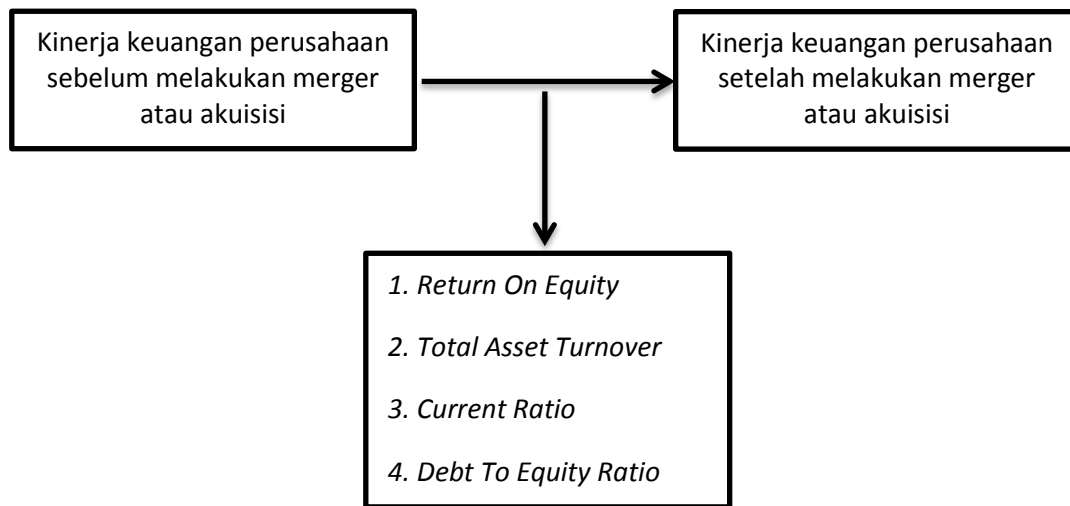 Kinerja keuangan perusahaan
sebelum melakukan merger
atau akuisisi
Kinerja keuangan perusahaan
setelah melakukan merger
atau akuisisi
1. Return On Equity
2. Total Asset Turnover
3. Current Ratio
4. Debt To Equity Ratio